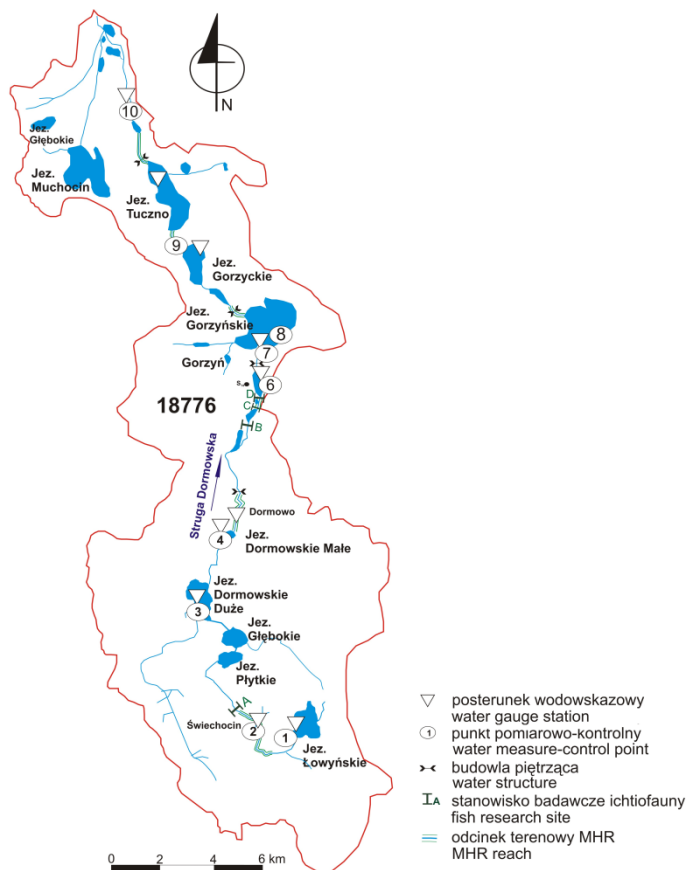 N
10
Jez.
Głębokie
Jez.
Muchocin
Jez.
Tuczno
9
Jez.
Gorzyckie
Jez.
Gorzyńskie
8
7
Gorzyń
6
s.
D
C
B
18776
Struga Dormowska
Dormowo
4
Jez.
Dormowskie Małe
Jez.
Dormowskie
Duże
3
Jez.
Głębokie
Jez.
Płytkie
A
Świechocin
2
1
Jez.
Łowyńskie
posterunek wodowskazowy
water gauge station
1
punkt pomiarowo-kontrolny
water measure-control point
budowla piętrząca
water structure
A
stanowisko badawcze ichtiofauny
fish research site
odcinek terenowy MHR
MHR reach
0 2 4 6 km